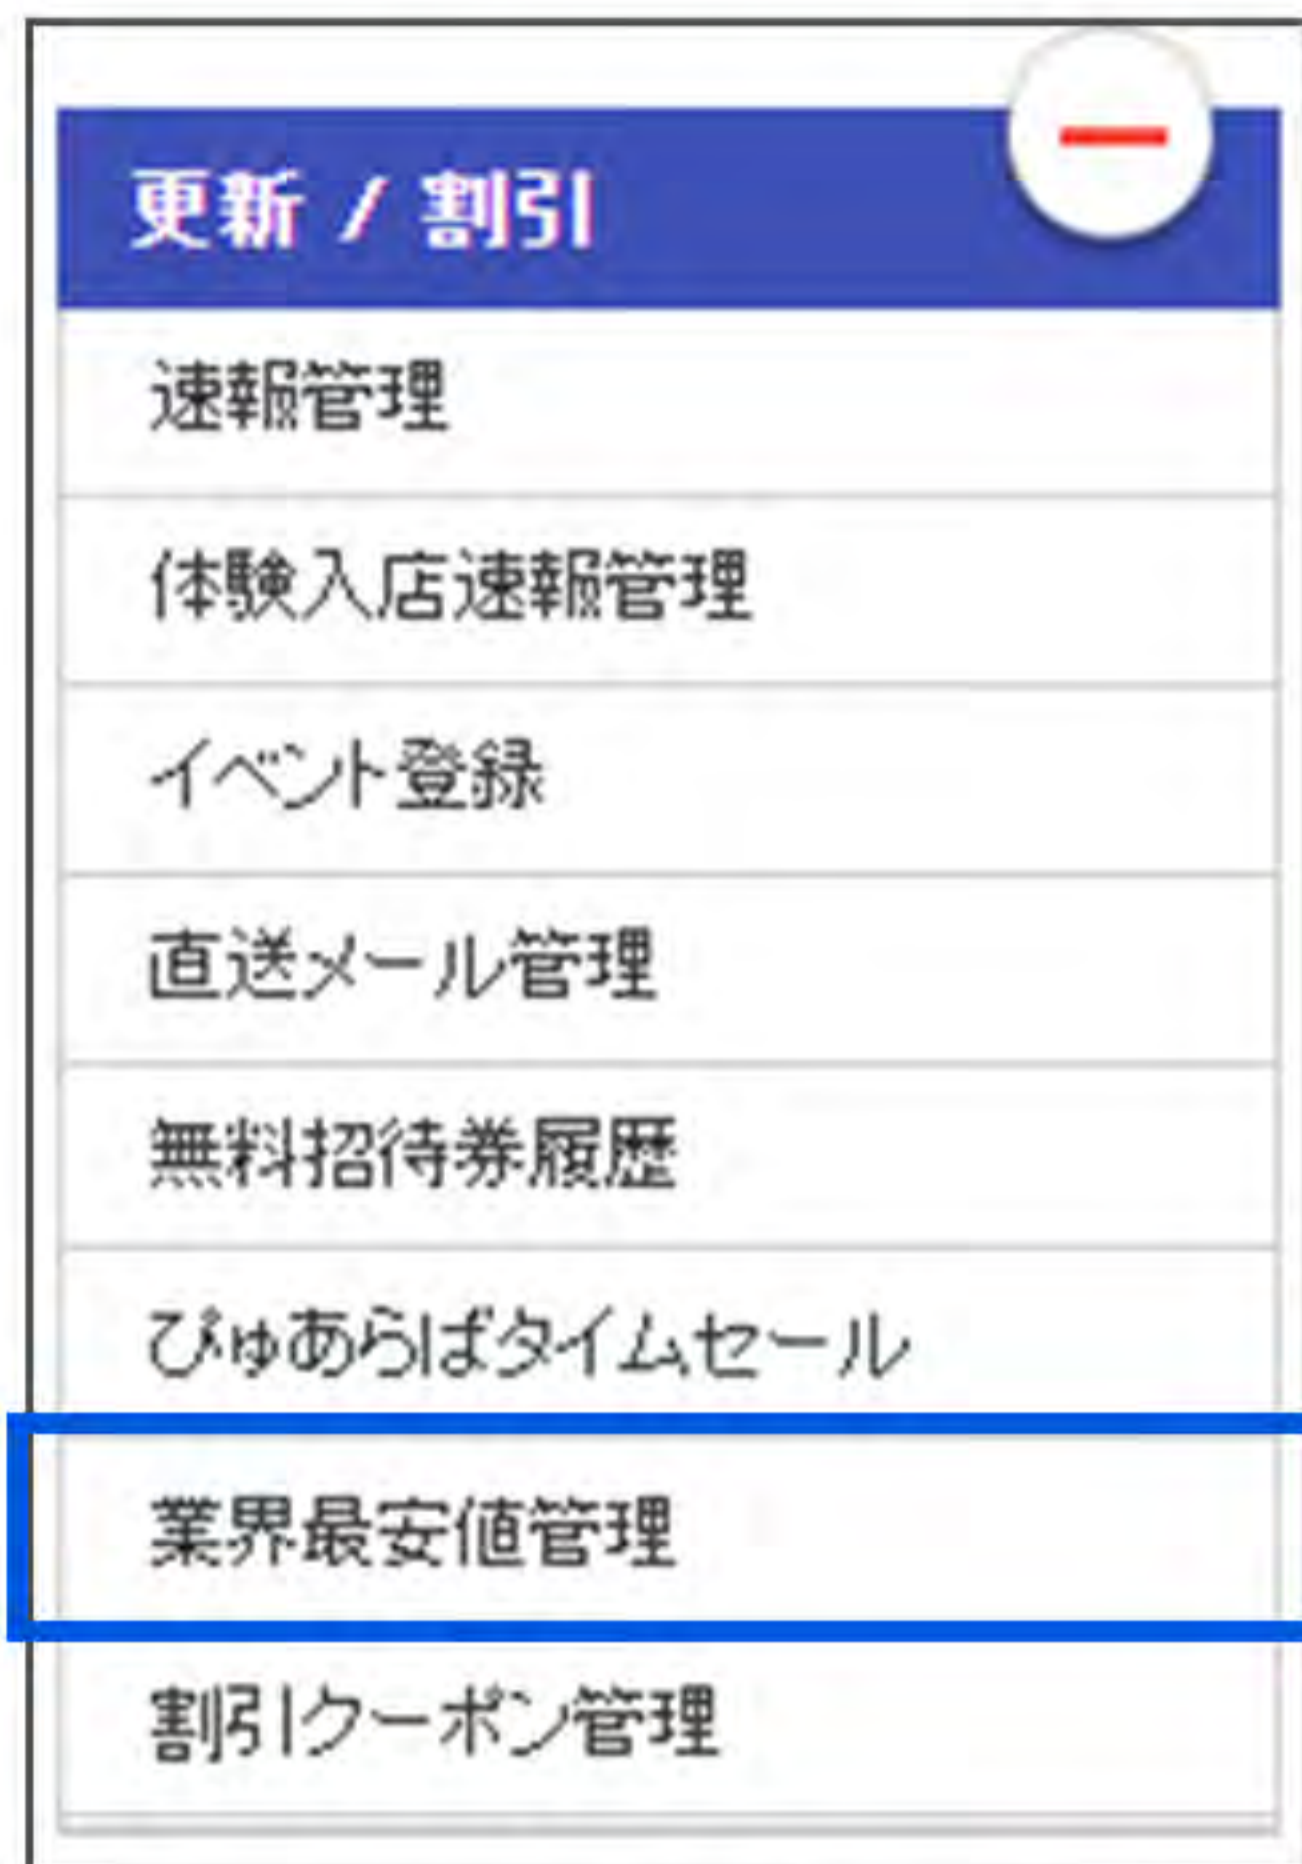 更新 / 割引
速報管理
体験入店速報管理
イベント登録
直送メール管理
無料招待券履歴
ぴゅあらばタイムセール
業界最安値管理
割引クーポン管理